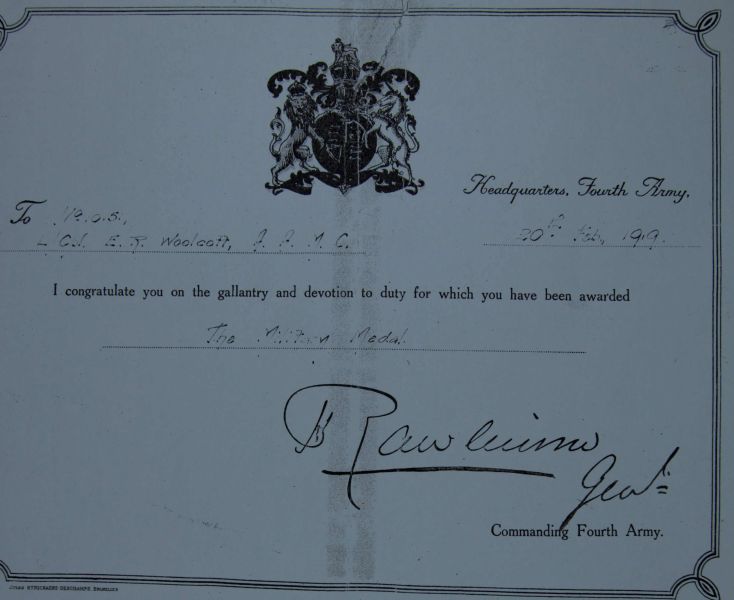 Headquarters, Fourth Army,
To
L Cpl. E. R. Woolcott, A. A. M. C.
20th Feb, 1919.
I congratulate you on the gallantry and devotion to duty for which you have been awarded
The Military Medal.
Rawlinson
Genl:
Commanding Fourth Army.